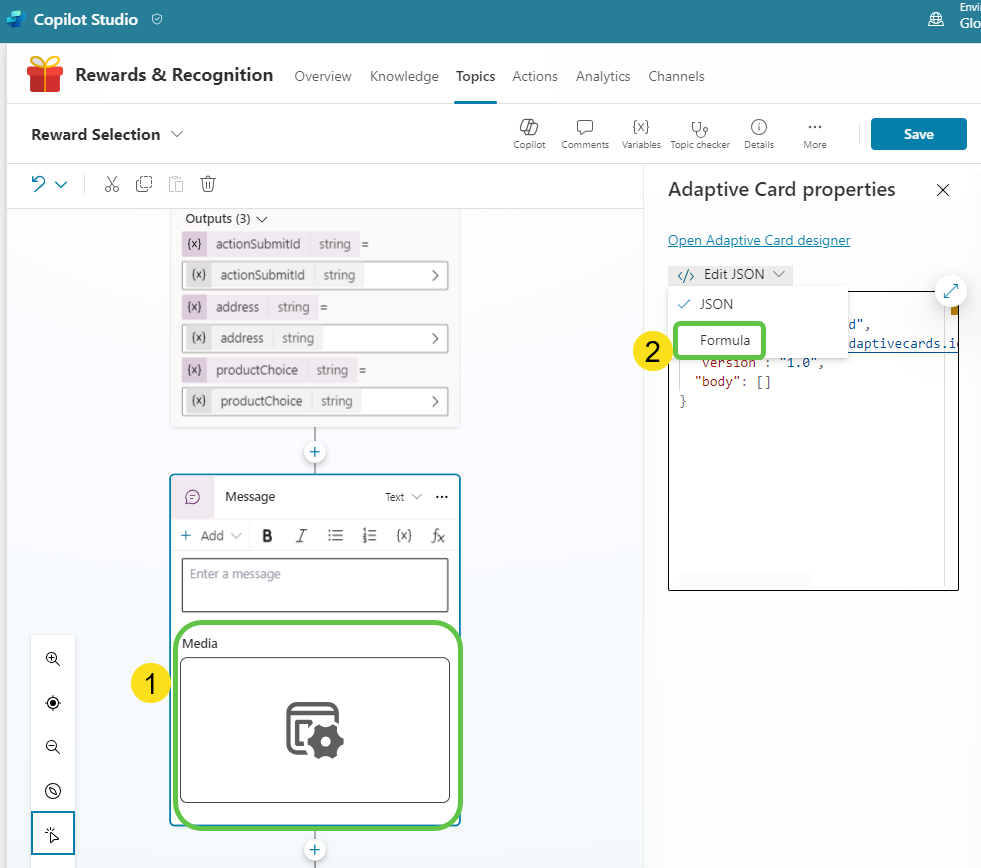 Copilot Studio
Envi
Glo
Rewards & Recognition
Overview
Knowledge
Topics
Actions
Analytics
Channels
Reward Selection
Copilot
Comments
{x}
Variables
Topic checker
Details
More
Save
Outputs (3)
{x} actionSubmitId string =
{x} actionSubmitId string
{x} address string =
{x} address string
{x} productChoice string =
{x} productChoice string
Message
Text
+ Add B I {x} fx
Enter a message
Media
1
Adaptive Card properties
Open Adaptive Card designer
</> Edit JSON
JSON
Formula
2
d",
daptivecards.i
"version": "1.0",
"body": []
}